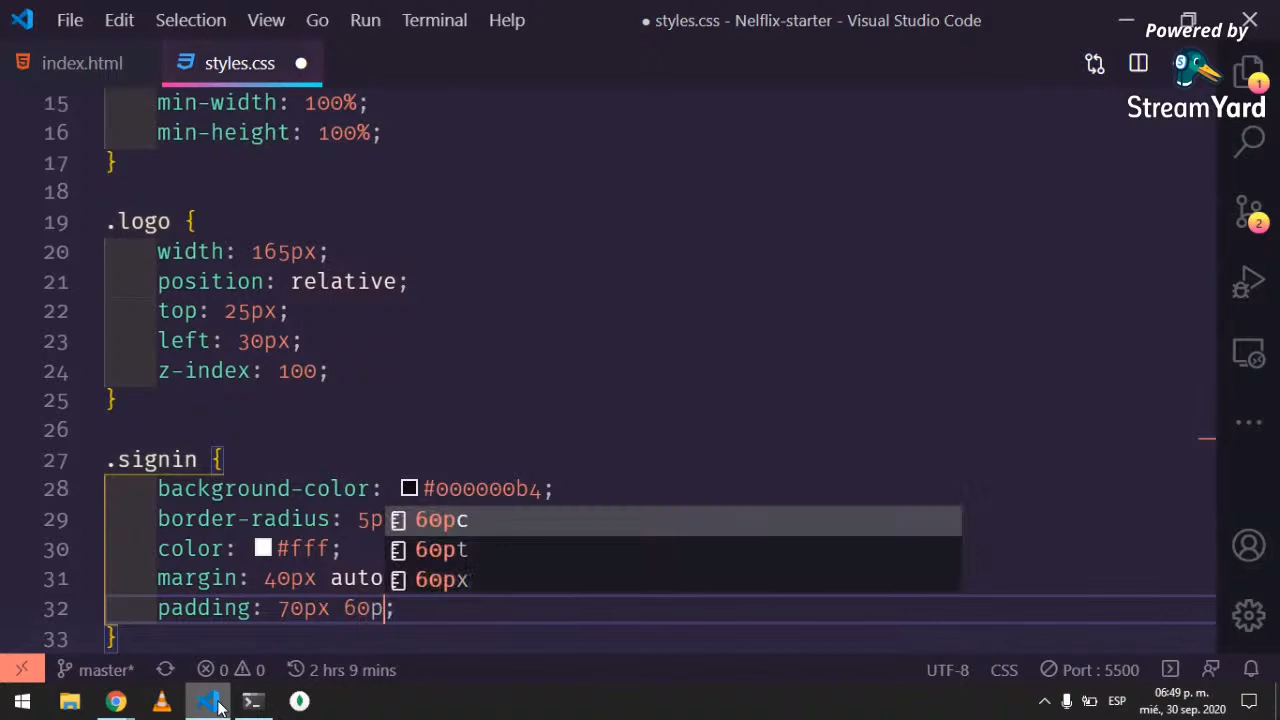 File Edit Selection View Go Run Terminal Help
● styles.css - Nelflix-starter - Visual Studio Code
Powered by
StreamYard
index.html
styles.css
15 min-width: 100%;
16 min-height: 100%;
17 }
18
19 .logo {
20 width: 165px;
21 position: relative;
22 top: 25px;
23 left: 30px;
24 z-index: 100;
25 }
26
27 .signin {
28 background-color: #000000b4;
29 border-radius: 5p
30 color: #fff;
31 margin: 40px auto
32 padding: 70px 60p;
33 }
60pc
60pt
60px
1
2
master*
0 0
2 hrs 9 mins
UTF-8
CSS
Port : 5500
ESP
06:49 p. m.
mié, 30 sep. 2020